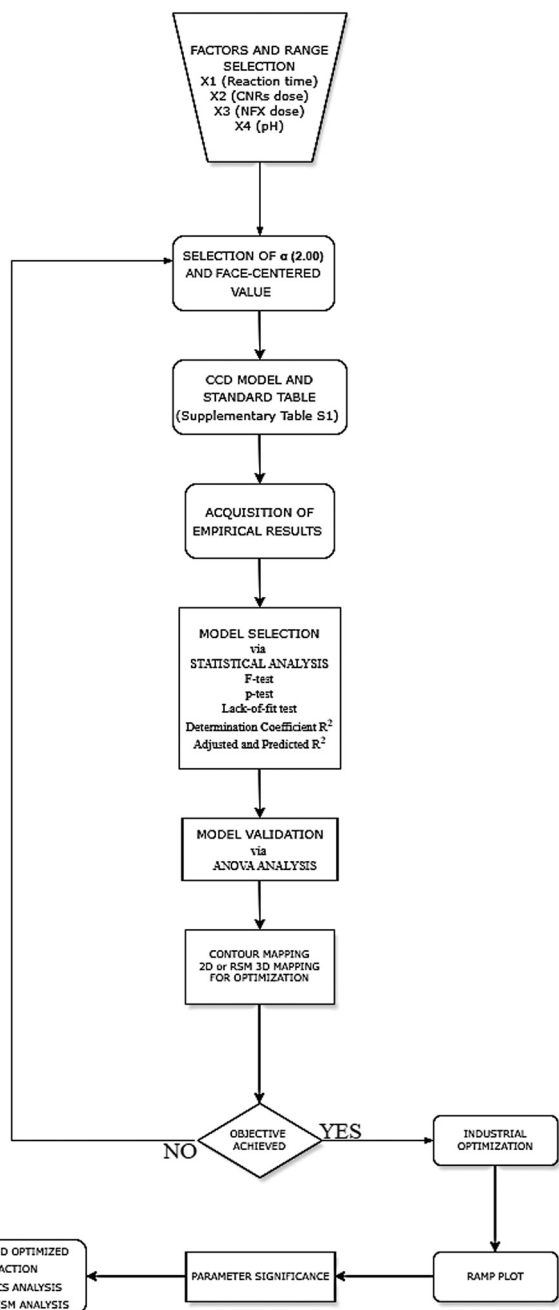 FACTORS AND RANGE
SELECTION
X1 (Reaction time)
X2 (CNRs dose)
X3 (NFX dose)
X4 (pH)
SELECTION OF α (2.00)
AND FACE-CENTERED
VALUE
CCD MODEL AND
STANDARD TABLE
(Supplementary Table S1)
ACQUISITION OF
EMPIRICAL RESULTS
MODEL SELECTION
via
STATISTICAL ANALYSIS
F-test
p-test
Lack-of-fit test
Determination Coefficient R²
Adjusted and Predicted R²
MODEL VALIDATION
via
ANOVA ANALYSIS
CONTOUR MAPPING
2D or RSM 3D MAPPING
FOR OPTIMIZATION
OBJECTIVE
ACHIEVED
NO
YES
INDUSTRIAL
OPTIMIZATION
RAMP PLOT
PARAMETER SIGNIFICANCE
OPTIMIZED
ANALYSIS
ANALYSIS